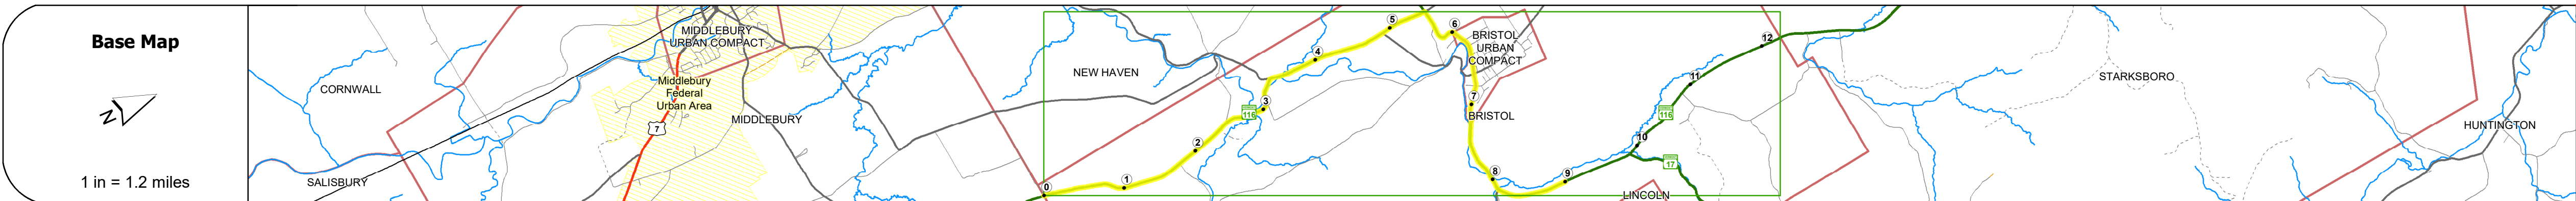 Base Map
N
1 in = 1.2 miles
CORNWALL
SALISBURY
MIDDLEBURY
URBAN COMPACT
Middlebury
Federal
Urban Area
7
MIDDLEBURY
NEW HAVEN
0
1
2
116
3
4
5
6
BRISTOL
URBAN
COMPACT
7
BRISTOL
8
9
10
116
11
12
17
LINCOLN
STARKSBORO
HUNTINGTON